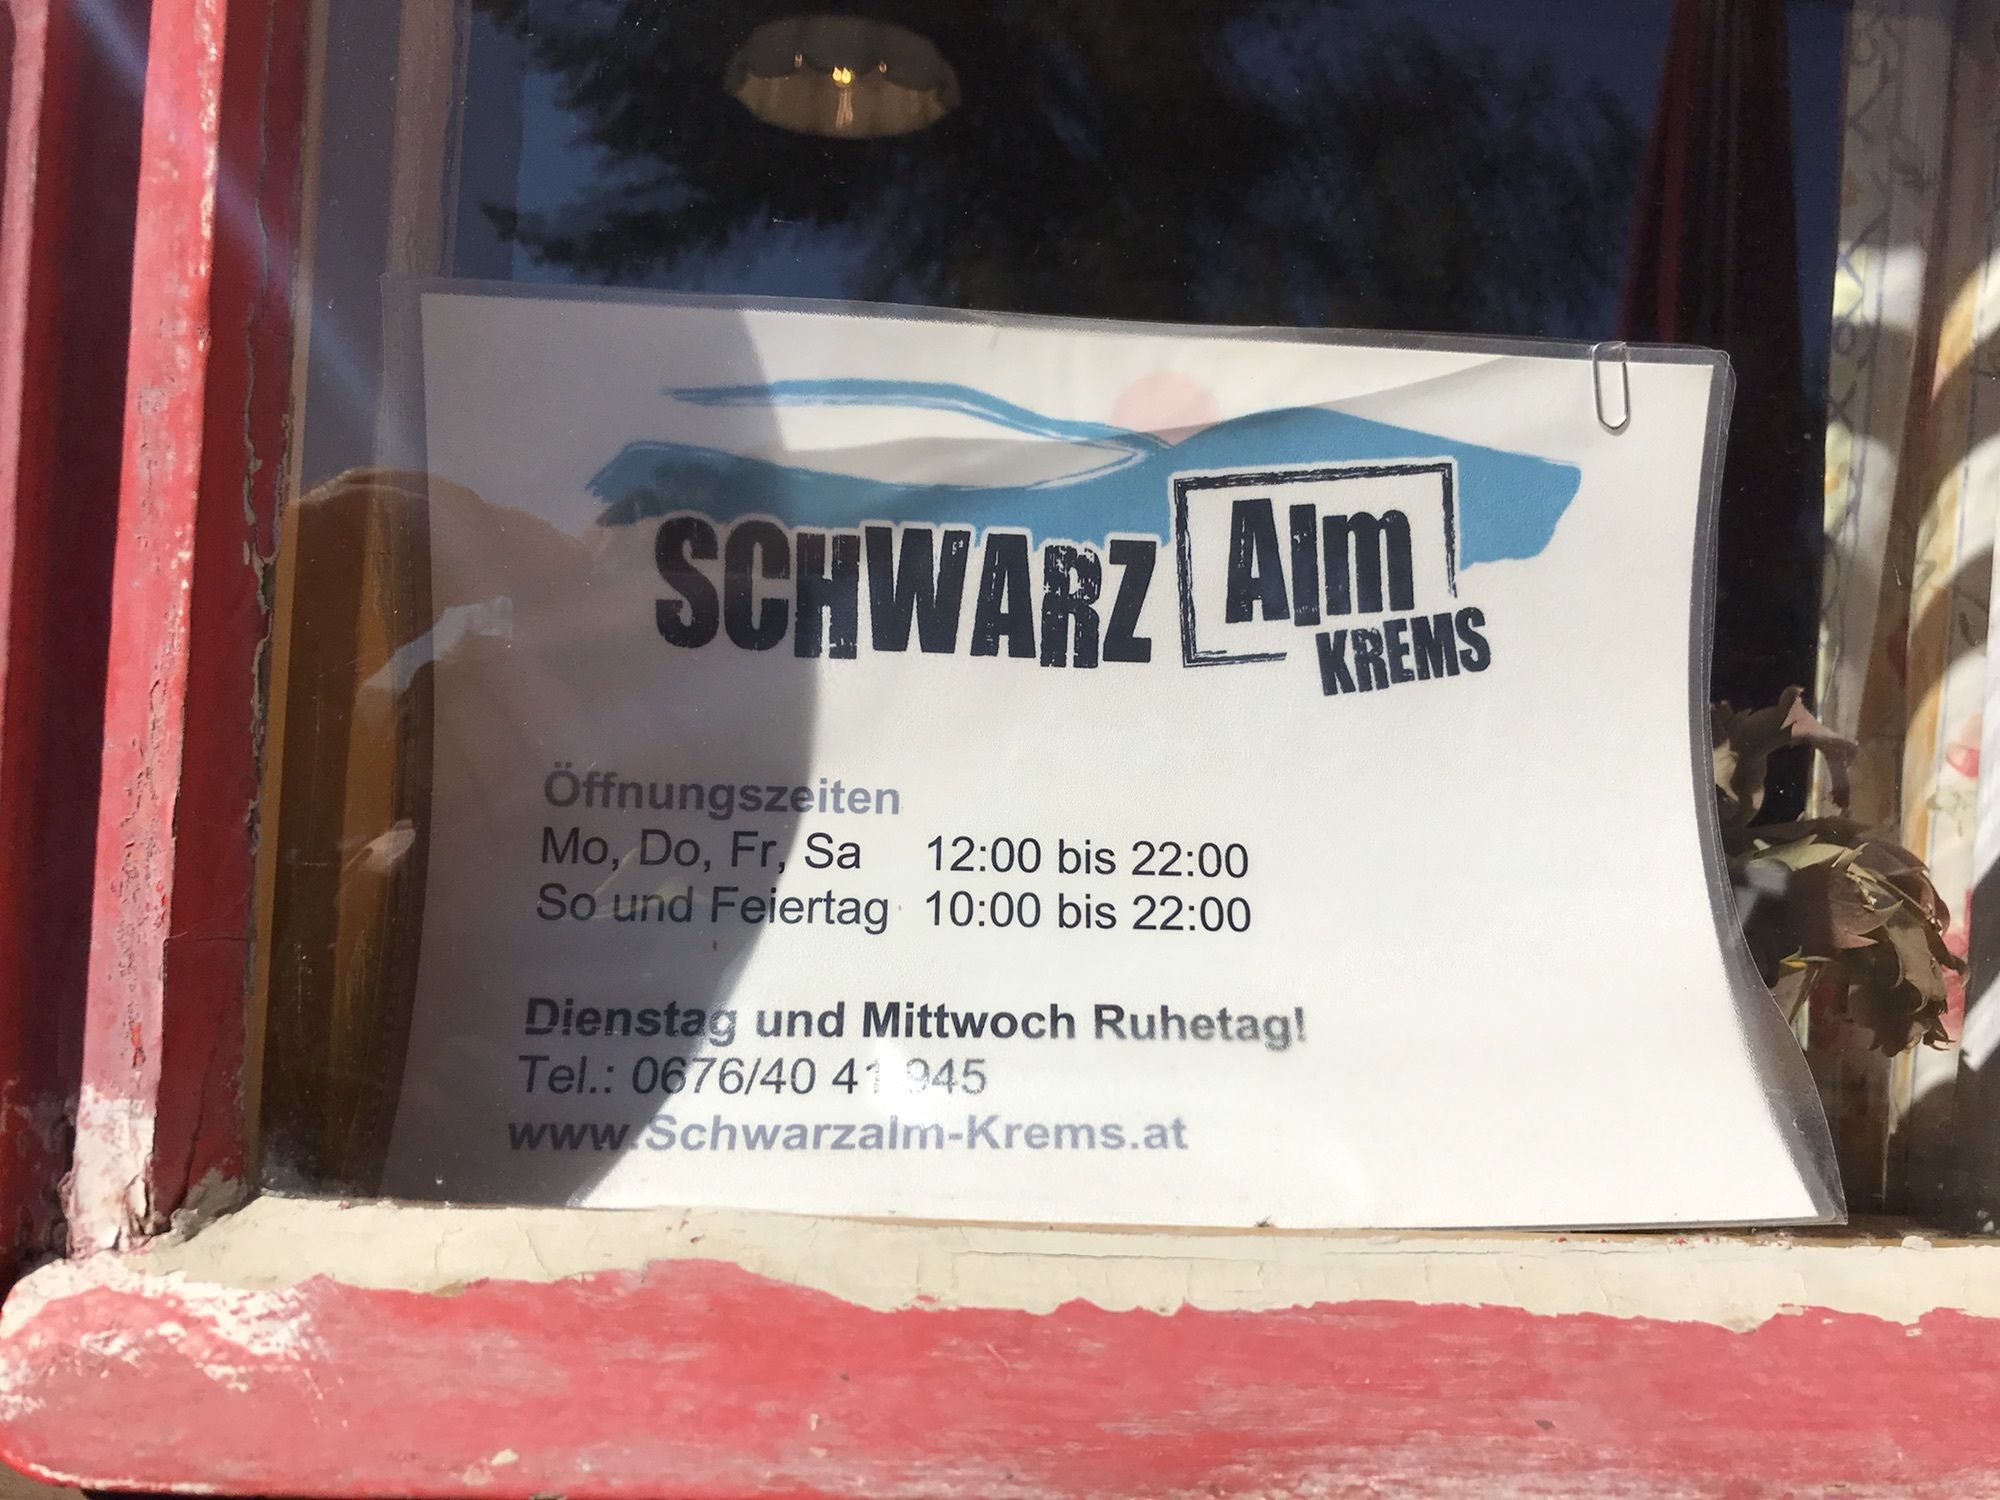 SCHWARZ Alm
KREMS
Öffnungszeiten
Mo, Do, Fr, Sa 12:00 bis 22:00
So und Feiertag 10:00 bis 22:00
Dienstag und Mittwoch Ruhetag!
Tel.: 0676/40 41 945
www.Schwarzalm-Krems.at